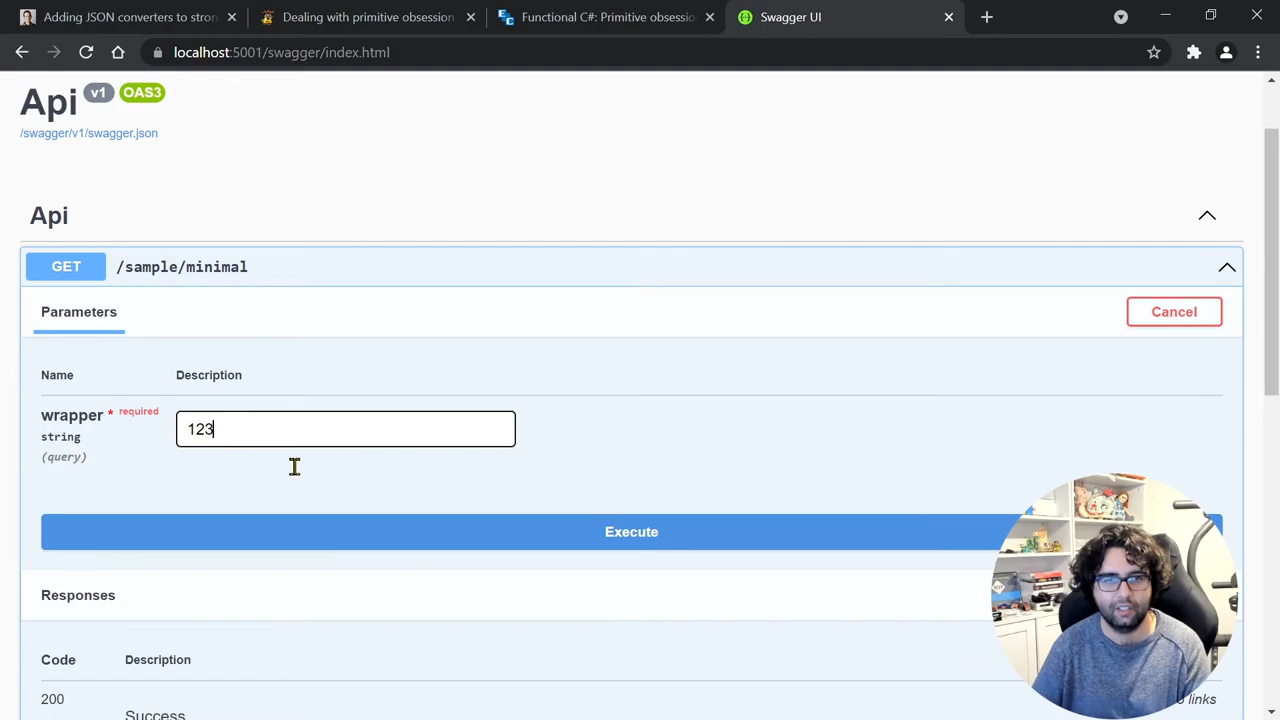 Adding JSON converters to stron
Dealing with primitive obsession
Functional C#: Primitive obsessio
Swagger UI
localhost:5001/swagger/index.html
Api v1 OAS3
/swagger/v1/swagger.json
Api
GET /sample/minimal
Parameters
Cancel
Name Description
wrapper * required
string
(query)
123
Execute
Responses
Code Description
200
Success
links